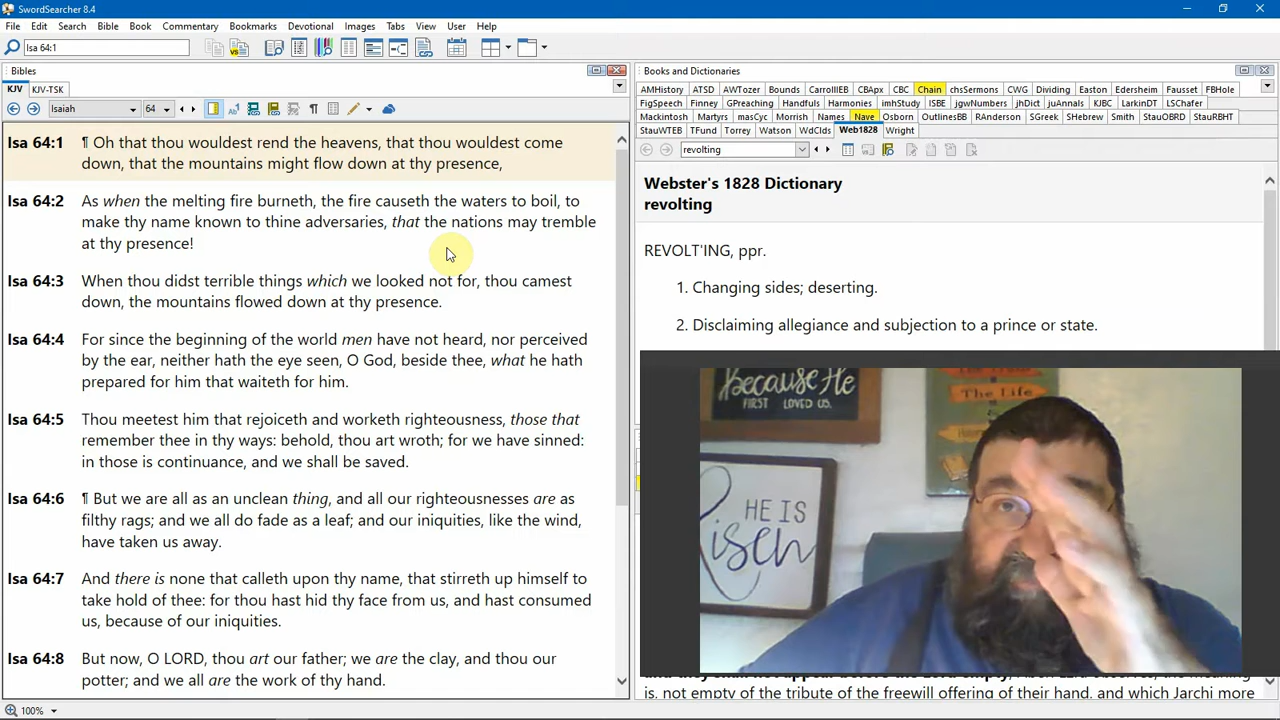 SwordSearcher 8.4
File Edit Search Bible Book Commentary Bookmarks Devotional Images Tabs View User Help
Isa 64:1
Bibles
KJV KJV-TSK
Isaiah 64
Isa 64:1 ¶ Oh that thou wouldest rend the heavens, that thou wouldest come
down, that the mountains might flow down at thy presence,
Isa 64:2 As when the melting fire burneth, the fire causeth the waters to boil, to
make thy name known to thine adversaries, that the nations may tremble
at thy presence!
Isa 64:3 When thou didst terrible things which we looked not for, thou camest
down, the mountains flowed down at thy presence.
Isa 64:4 For since the beginning of the world men have not heard, nor perceived
by the ear, neither hath the eye seen, O God, beside thee, what he hath
prepared for him that waiteth for him.
Isa 64:5 Thou meetest him that rejoiceth and worketh righteousness, those that
remember thee in thy ways: behold, thou art wroth; for we have sinned:
in those is continuance, and we shall be saved.
Isa 64:6 ¶ But we are all as an unclean thing, and all our righteousnesses are as
filthy rags; and we all do fade as a leaf; and our iniquities, like the wind,
have taken us away.
Isa 64:7 And there is none that calleth upon thy name, that stirreth up himself to
take hold of thee: for thou hast hid thy face from us, and hast consumed
us, because of our iniquities.
Isa 64:8 But now, O LORD, thou art our father; we are the clay, and thou our
potter; and we all are the work of thy hand.
100%
Books and Dictionaries
AMHistory ATSD AWTozer Bounds CarrollEB CBApx CBC Chain chsSermons CWG Dividing Easton Edersheim Fausset FBHole
FigSpeech Finney GPreaching Handfuls Harmonies imhStudy ISBE jgwNumbers jhDict juAnnals KJBC LarkinDT LSChafer
Mackintosh Martyrs masCyc Morrish Names Nave Osborn OutlinesBB RAnderson SGreek SHebrew Smith StauOBRD StauRBHT
StauWTEB TFund Torrey Watson WdClds Web1828 Wright
revolting
Webster's 1828 Dictionary
revolting
REVOLT'ING, ppr.
1. Changing sides; deserting.
2. Disclaiming allegiance and subjection to a prince or state.
Because He
FIRST LOVED US.
The Life
HE IS
Risen
is, not empty of the tribute of the freewill offering of their hand, and which Jarchi more